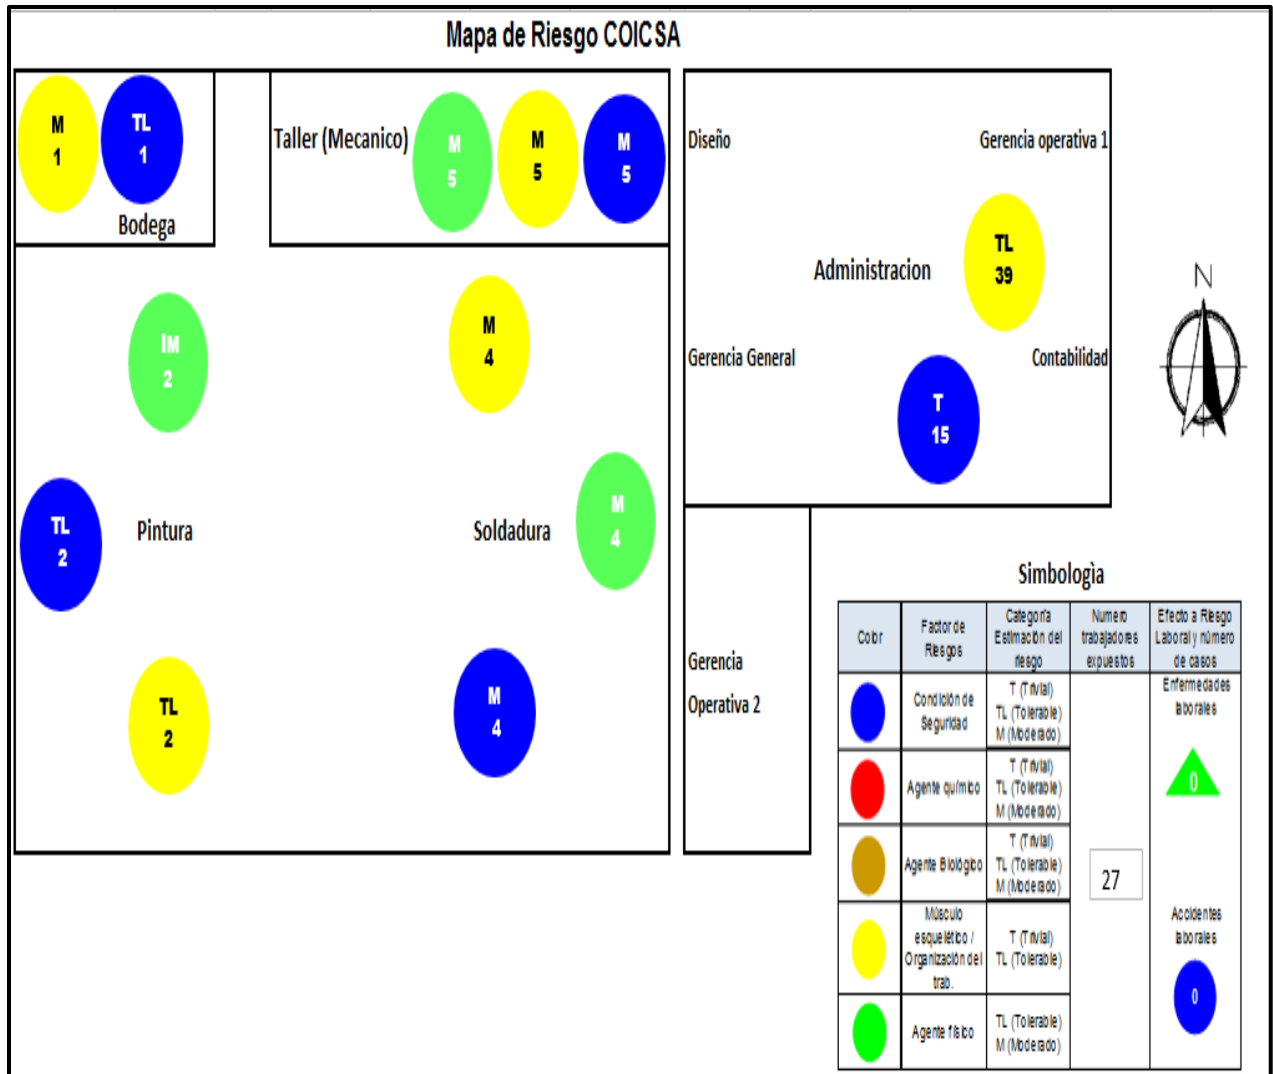 Mapa de Riesgo COICSA
M
1
TL
1
Bodega
Taller (Mecanico)
M
5
M
5
M
5
Diseño
Gerencia operativa 1
TL
39
Administracion
Gerencia General
Contabilidad
T
15
N
IM
2
M
4
TL
2
Pintura
Soldadura
M
4
TL
2
M
4
Gerencia
Operativa 2
Simbologìa
Color
Factor de
Riesgos
Categoría
Estimación del
riesgo
Numero
trabajadores
expuestos
Efecto a Riesgo
Laboral y número
de casos
Condición de
Seguridad
T (Trivial)
TL (Tolerable)
M (Moderado)
Agente químico
T (Trivial)
TL (Tolerable)
M (Moderado)
Agente Biológico
T (Trivial)
TL (Tolerable)
M (Moderado)
Músculo
esquelético /
Organización del
trab.
T (Trivial)
TL (Tolerable)
Agente físico
TL (Tolerable)
M (Moderado)
27
Enfermedades
laborales
0
Accidentes
laborales
0